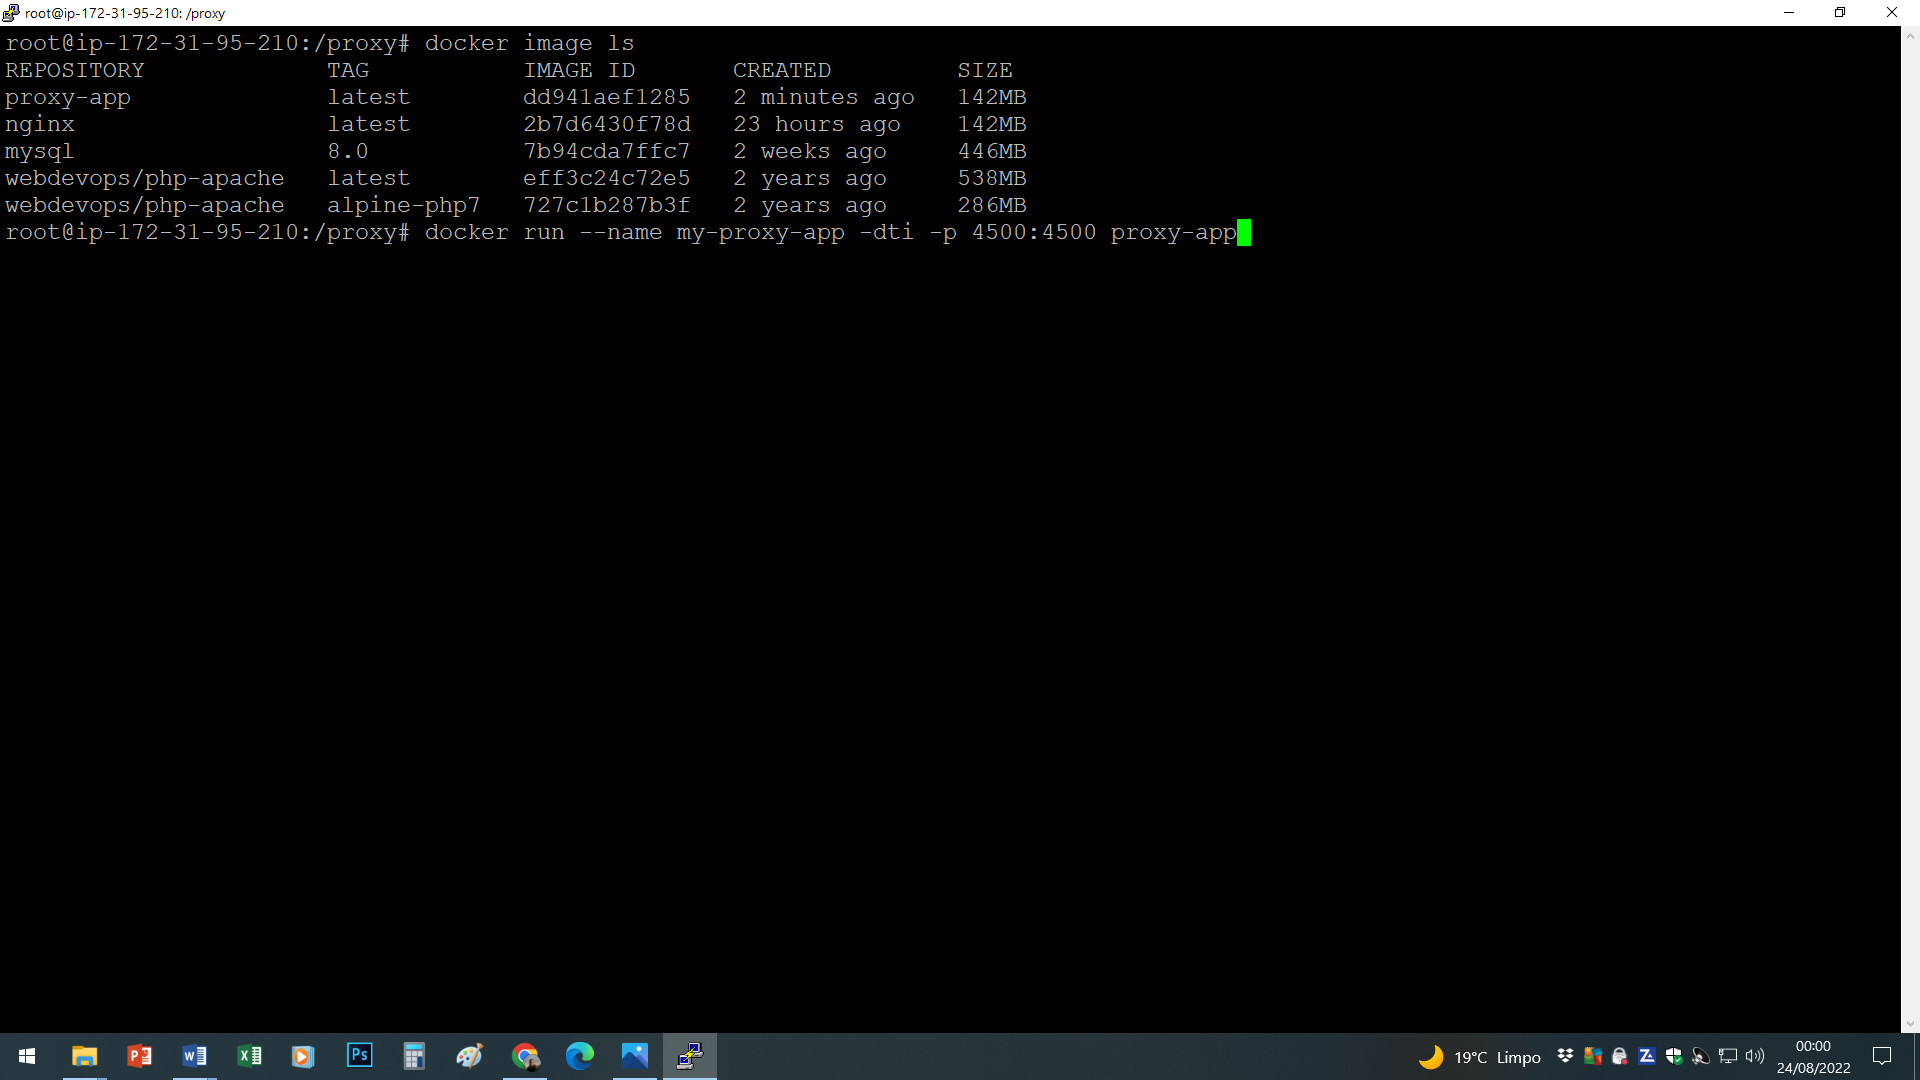 root@ip-172-31-95-210: /proxy
root@ip-172-31-95-210:/proxy# docker image ls
REPOSITORY TAG IMAGE ID CREATED SIZE
proxy-app latest dd941aef1285 2 minutes ago 142MB
nginx latest 2b7d6430f78d 23 hours ago 142MB
mysql 8.0 7b94cda7ffc7 2 weeks ago 446MB
webdevops/php-apache latest eff3c24c72e5 2 years ago 538MB
webdevops/php-apache alpine-php7 727c1b287b3f 2 years ago 286MB
root@ip-172-31-95-210:/proxy# docker run --name my-proxy-app -dti -p 4500:4500 proxy-app
19°C Limpo
00:00
24/08/2022